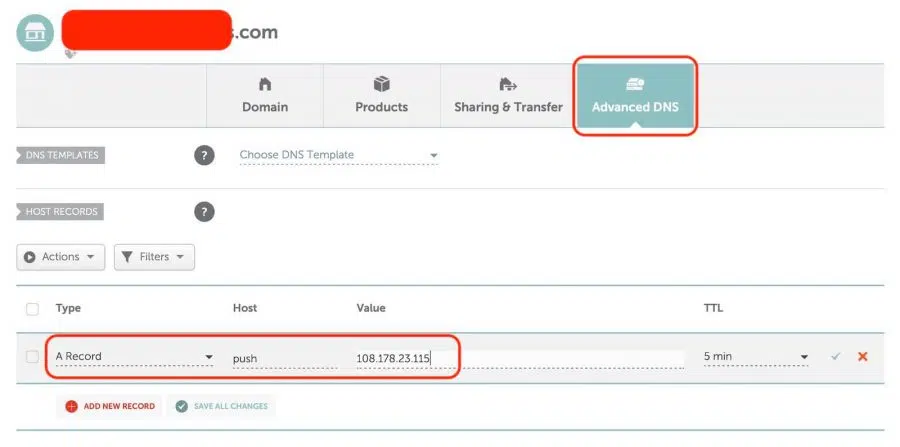 s.com
Domain
Products
Sharing & Transfer
Advanced DNS
DNS TEMPLATES
?
Choose DNS Template
HOST RECORDS
?
Actions
Filters
Type Host Value TTL
A Record push 108.178.23.115 5 min
ADD NEW RECORD
SAVE ALL CHANGES